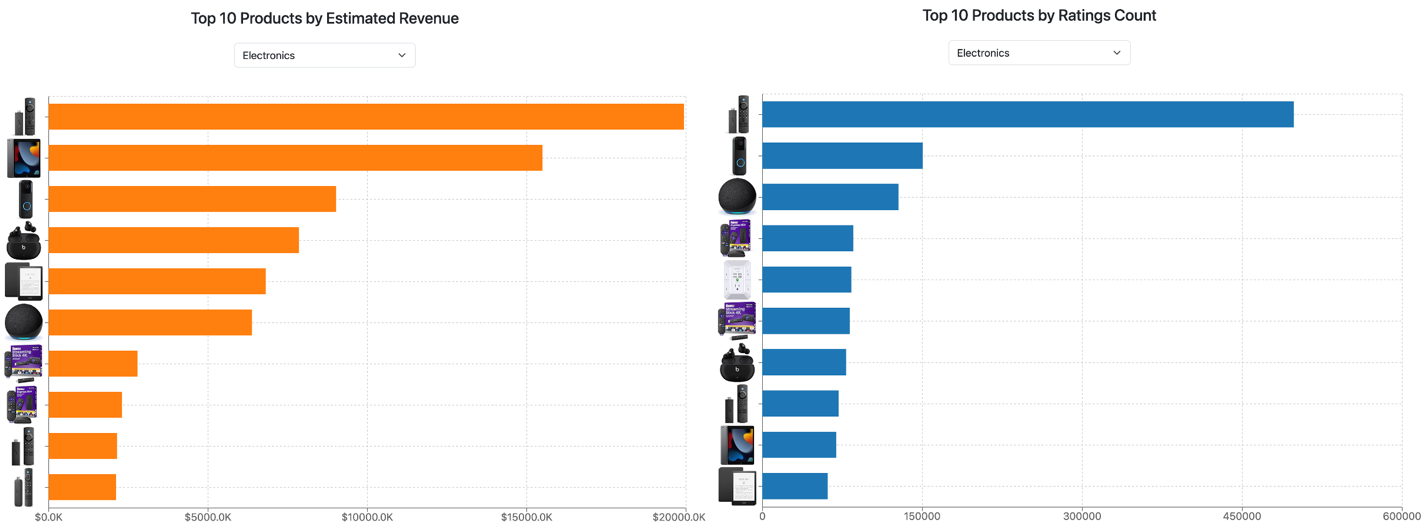 Top 10 Products by Estimated Revenue
Electronics
$0.0K
$5000.0K
$10000.0K
$15000.0K
$20000.0K
Top 10 Products by Ratings Count
Electronics
0
150000
300000
450000
600000